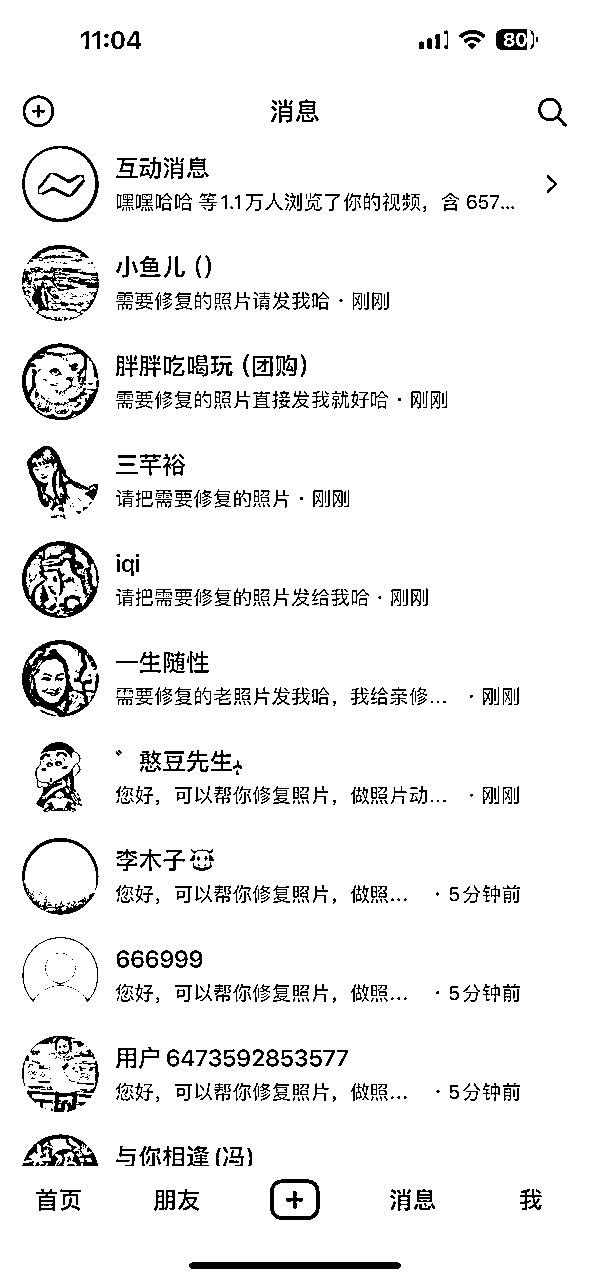 11:04
80
消息
互动消息
嘿嘿哈哈 等1.1万人浏览了你的视频，含 657...
小鱼儿（）
需要修复的照片请发我哈 · 刚刚
胖胖吃喝玩（团购）
需要修复的照片直接发我就好哈 · 刚刚
三芊裕
请把需要修复的照片 · 刚刚
iqi
请把需要修复的照片发给我哈 · 刚刚
一生随性
需要修复的老照片发我哈，我给亲修... · 刚刚
゜憨豆先生
您好，可以帮你修复照片，做照片动... · 刚刚
李木子
您好，可以帮你修复照片，做照... · 5分钟前
666999
您好，可以帮你修复照片，做照... · 5分钟前
用户 6473592853577
您好，可以帮你修复照片，做照... · 5分钟前
与你相逢(冯)
首页 朋友 消息 我